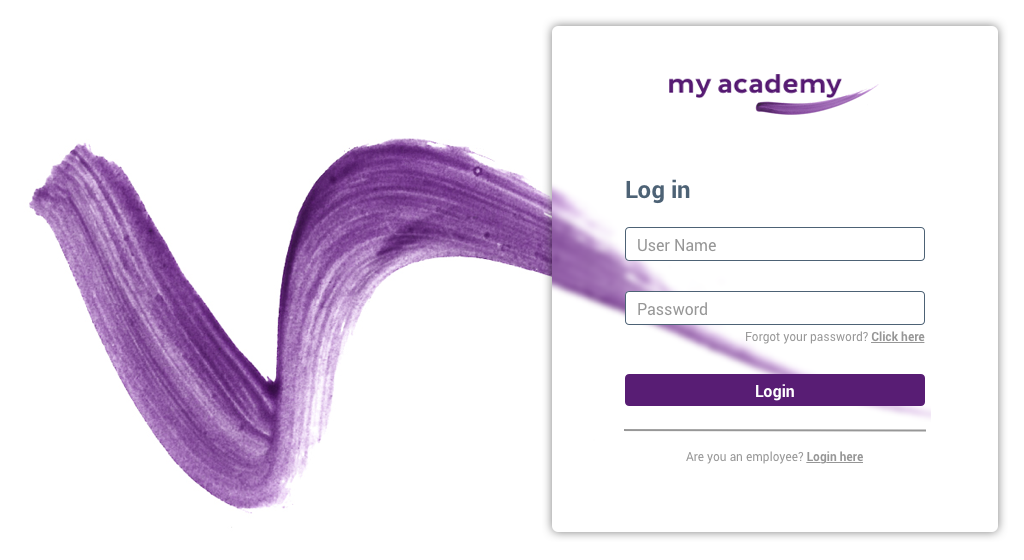 my academy
Log in
User Name
Password
Forgot your password? Click here
Login
Are you an employee? Login here